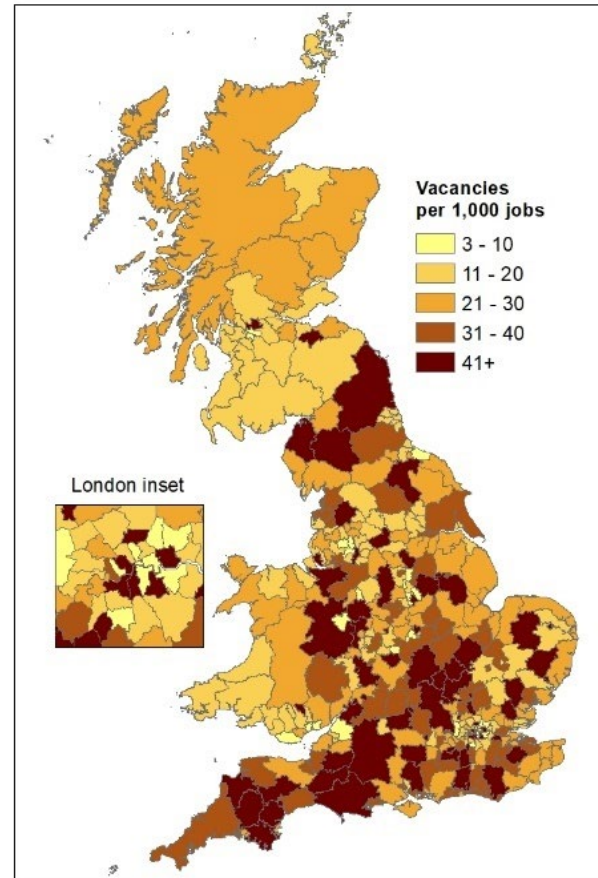 Vacancies
per 1,000 jobs
3 - 10
11 - 20
21 - 30
31 - 40
41+
London inset